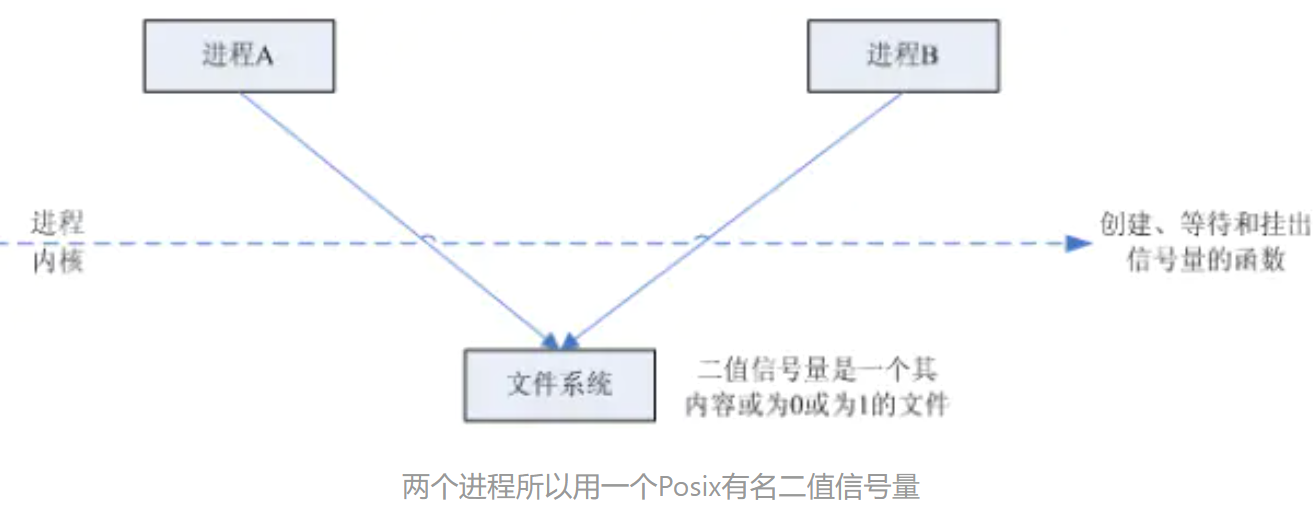 进程A
进程B
进程
内核
创建、等待和挂出
信号量的函数
文件系统
二值信号量是一个其
内容或为0或为1的文件
两个进程所以用一个Posix有名二值信号量